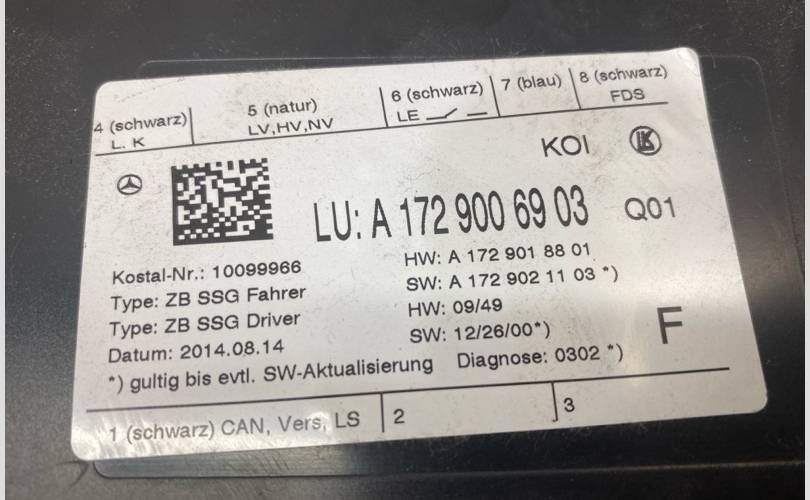 4 (schwarz) 5 (natur) 6 (schwarz) 7 (blau) 8 (schwarz)
L. K LV,HV,NV LE FDS
KOI
LU: A 172 900 69 03 Q01
Kostal-Nr.: 10099966 HW: A 172 901 88 01
Type: ZB SSG Fahrer SW: A 172 902 11 03 *)
Type: ZB SSG Driver HW: 09/49
Datum: 2014.08.14 SW: 12/26/00*) F
*) gultig bis evtl. SW-Aktualisierung Diagnose: 0302 *)
1 (schwarz) CAN, Vers, LS 2 3